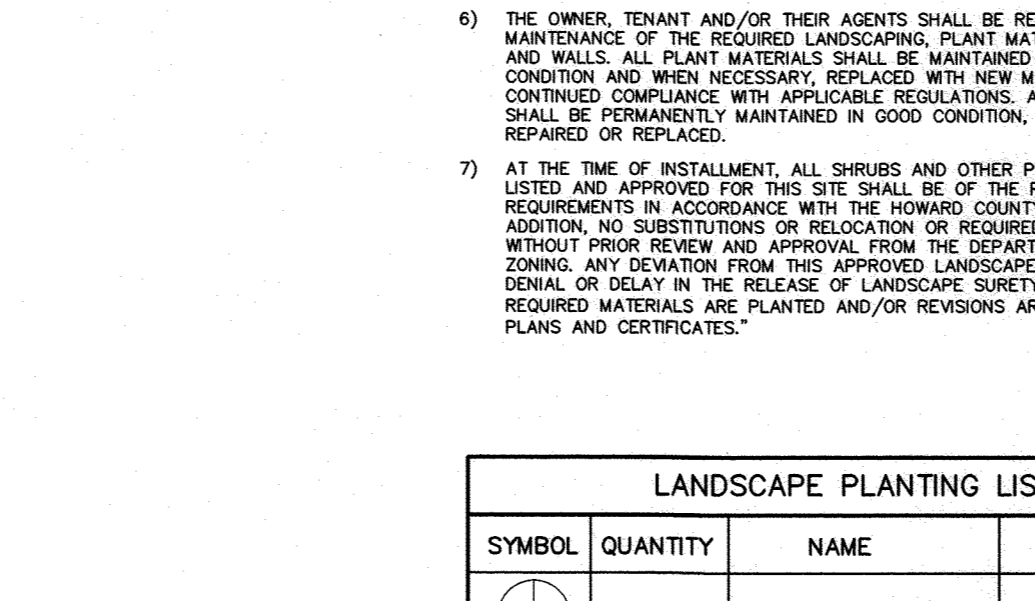 6) THE OWNER, TENANT AND/OR THEIR AGENTS SHALL BE
MAINTENANCE OF THE REQUIRED LANDSCAPING, PLANT
AND WALLS. ALL PLANT MATERIALS SHALL BE MAINTAINED
CONDITION AND WHEN NECESSARY, REPLACED WITH NEW
CONTINUED COMPLIANCE WITH APPLICABLE REGULATIONS.
SHALL BE PERMANENTLY MAINTAINED IN GOOD CONDITION,
REPAIRED OR REPLACED.
7) AT THE TIME OF INSTALLMENT, ALL SHRUBS AND OTHER
LISTED AND APPROVED FOR THIS SITE SHALL BE OF THE
REQUIREMENTS IN ACCORDANCE WITH THE HOWARD COUNTY
ADDITION, NO SUBSTITUTIONS OR RELOCATION OR REQUIRED
WITHOUT PRIOR REVIEW AND APPROVAL FROM THE
ZONING. ANY DEVIATION FROM THIS APPROVED LANDSCAPE
DENIAL OR DELAY IN THE RELEASE OF LANDSCAPE SURETY
REQUIRED MATERIALS ARE PLANTED AND/OR REVISIONS
PLANS AND CERTIFICATES."
LANDSCAPE PLANTING
SYMBOL QUANTITY NAME